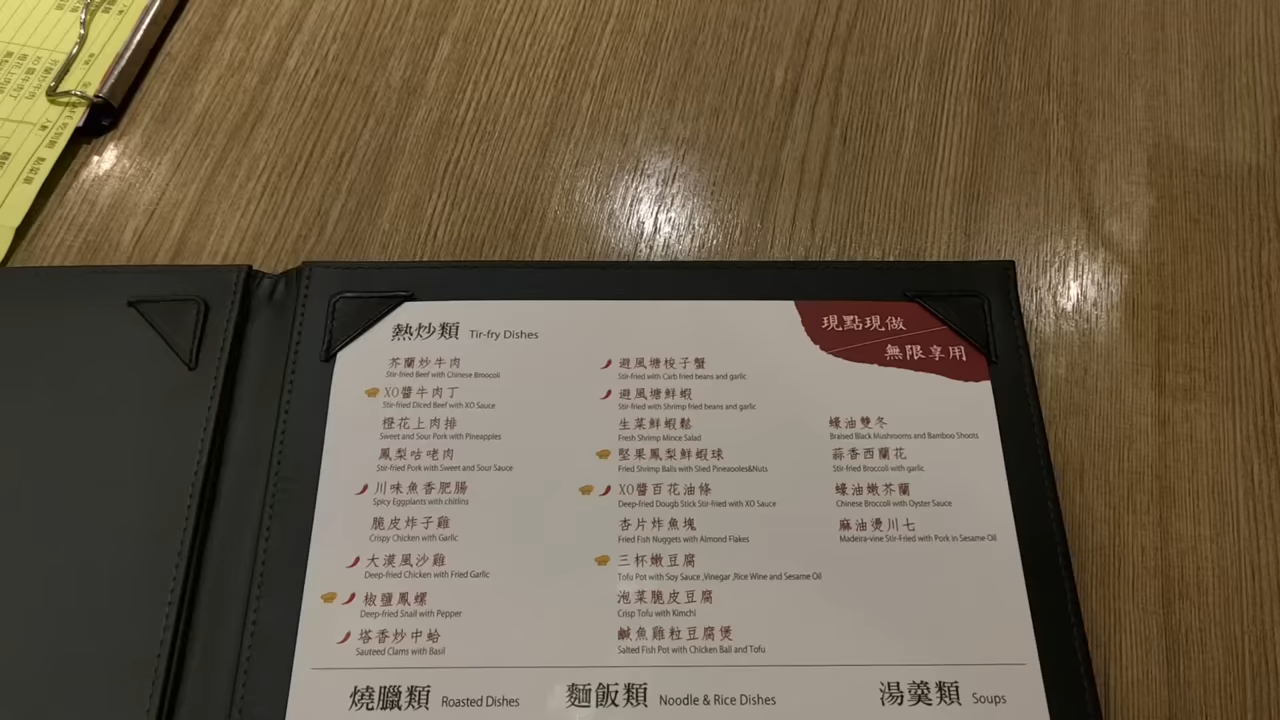 熱炒類 Tir-fry Dishes
現點現做
無限享用
芥蘭炒牛肉
Stir-fried Beef with Chinese Broocoli
XO醬牛肉丁
Stir-fried Diced Beef with XO Sauce
橙花上肉排
Sweet and Sour Pork with Pineapples
鳳梨咕咾肉
Stir-fried Pork with Sweet and Sour Sauce
川味魚香肥腸
Spicy Eggplants with chitlins
脆皮炸子雞
Crispy Chicken with Garlic
大漠風沙雞
Deep-fried Chicken with Fried Garlic
椒鹽鳳螺
Deep-fried Snail with Pepper
塔香炒中蛤
Sauteed Clams with Basil
避風塘梭子蟹
Stir-fried with Carb fried beans and garlic
避風塘鮮蝦
Stir-fried with Shrimp fried beans and garlic
生菜鮮蝦鬆
Fresh Shrimp Mince Salad
堅果鳳梨鮮蝦球
Fried Shrimp Balls with Slied Pineaooles&Nuts
XO醬百花油條
Deep-fried Dougb Stick Stir-fried with XO Sauce
杏片炸魚塊
Fried Fish Nuggets with Almond Flakes
三杯嫩豆腐
Tofu Pot with Soy Sauce ,Vinegar ,Rice Wine and Sesame Oil
泡菜脆皮豆腐
Crisp Tofu with Kimchi
鹹魚雞粒豆腐煲
Salted Fish Pot with Chicken Ball and Tofu
蠔油雙冬
Braised Black Mushrooms and Bamboo Shoots
蒜香西蘭花
Stir-fried Broccoli with garlic
蠔油嫩芥蘭
Chinese Broccoli with Oyster Sauce
麻油燙川七
Madeira-vine Stir-Fried with Pork in Sesame Oil
燒臘類 Roasted Dishes
麵飯類 Noodle & Rice Dishes
湯羹類 Soups